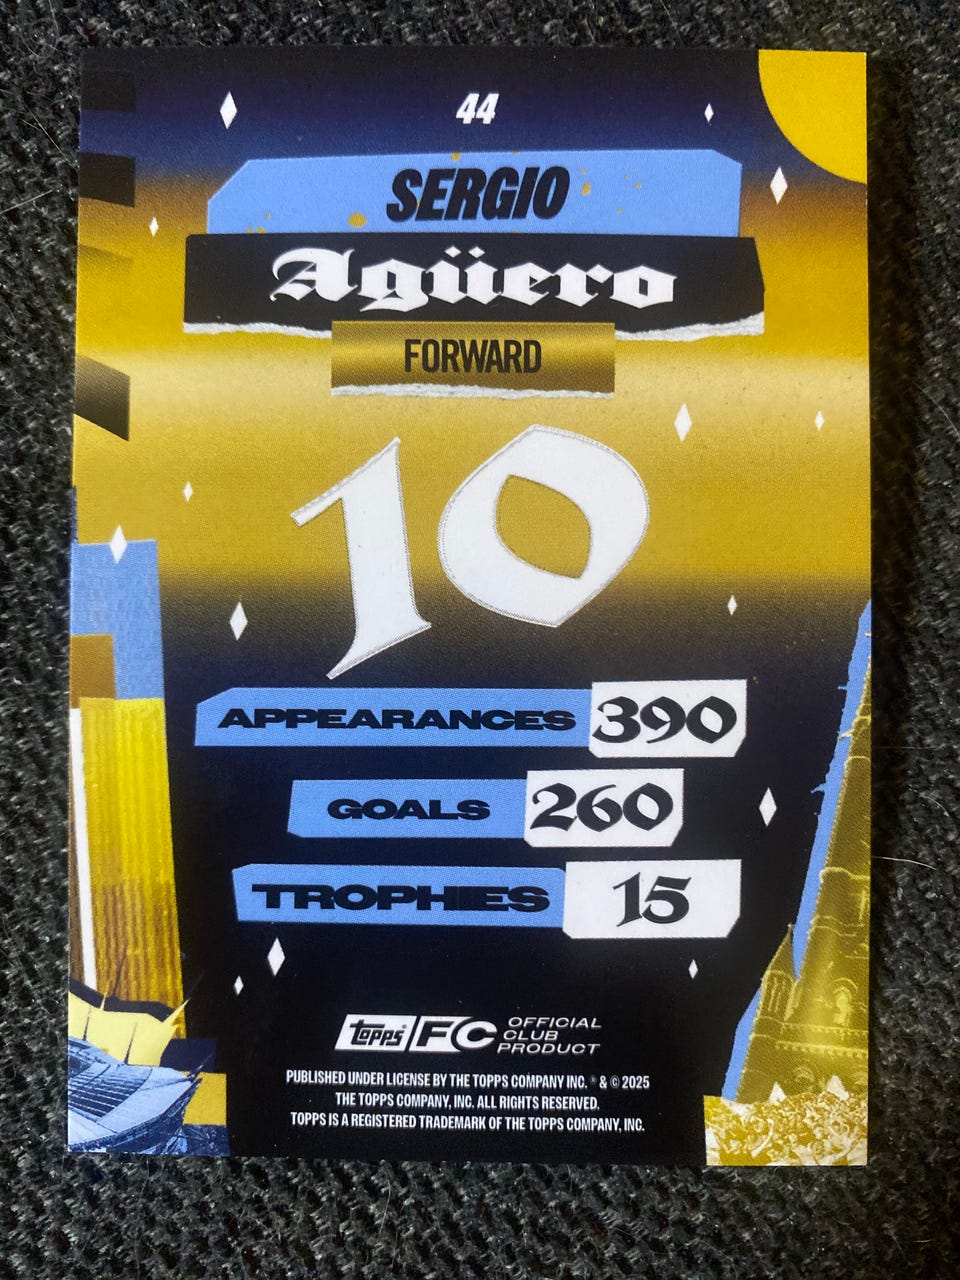 44
SERGIO
Agüero
FORWARD
10
APPEARANCES 390
GOALS 260
TROPHIES 15
topps® FC OFFICIAL
CLUB
PRODUCT
PUBLISHED UNDER LICENSE BY THE TOPPS COMPANY INC. ® & © 2025
THE TOPPS COMPANY, INC. ALL RIGHTS RESERVED.
TOPPS IS A REGISTERED TRADEMARK OF THE TOPPS COMPANY, INC.